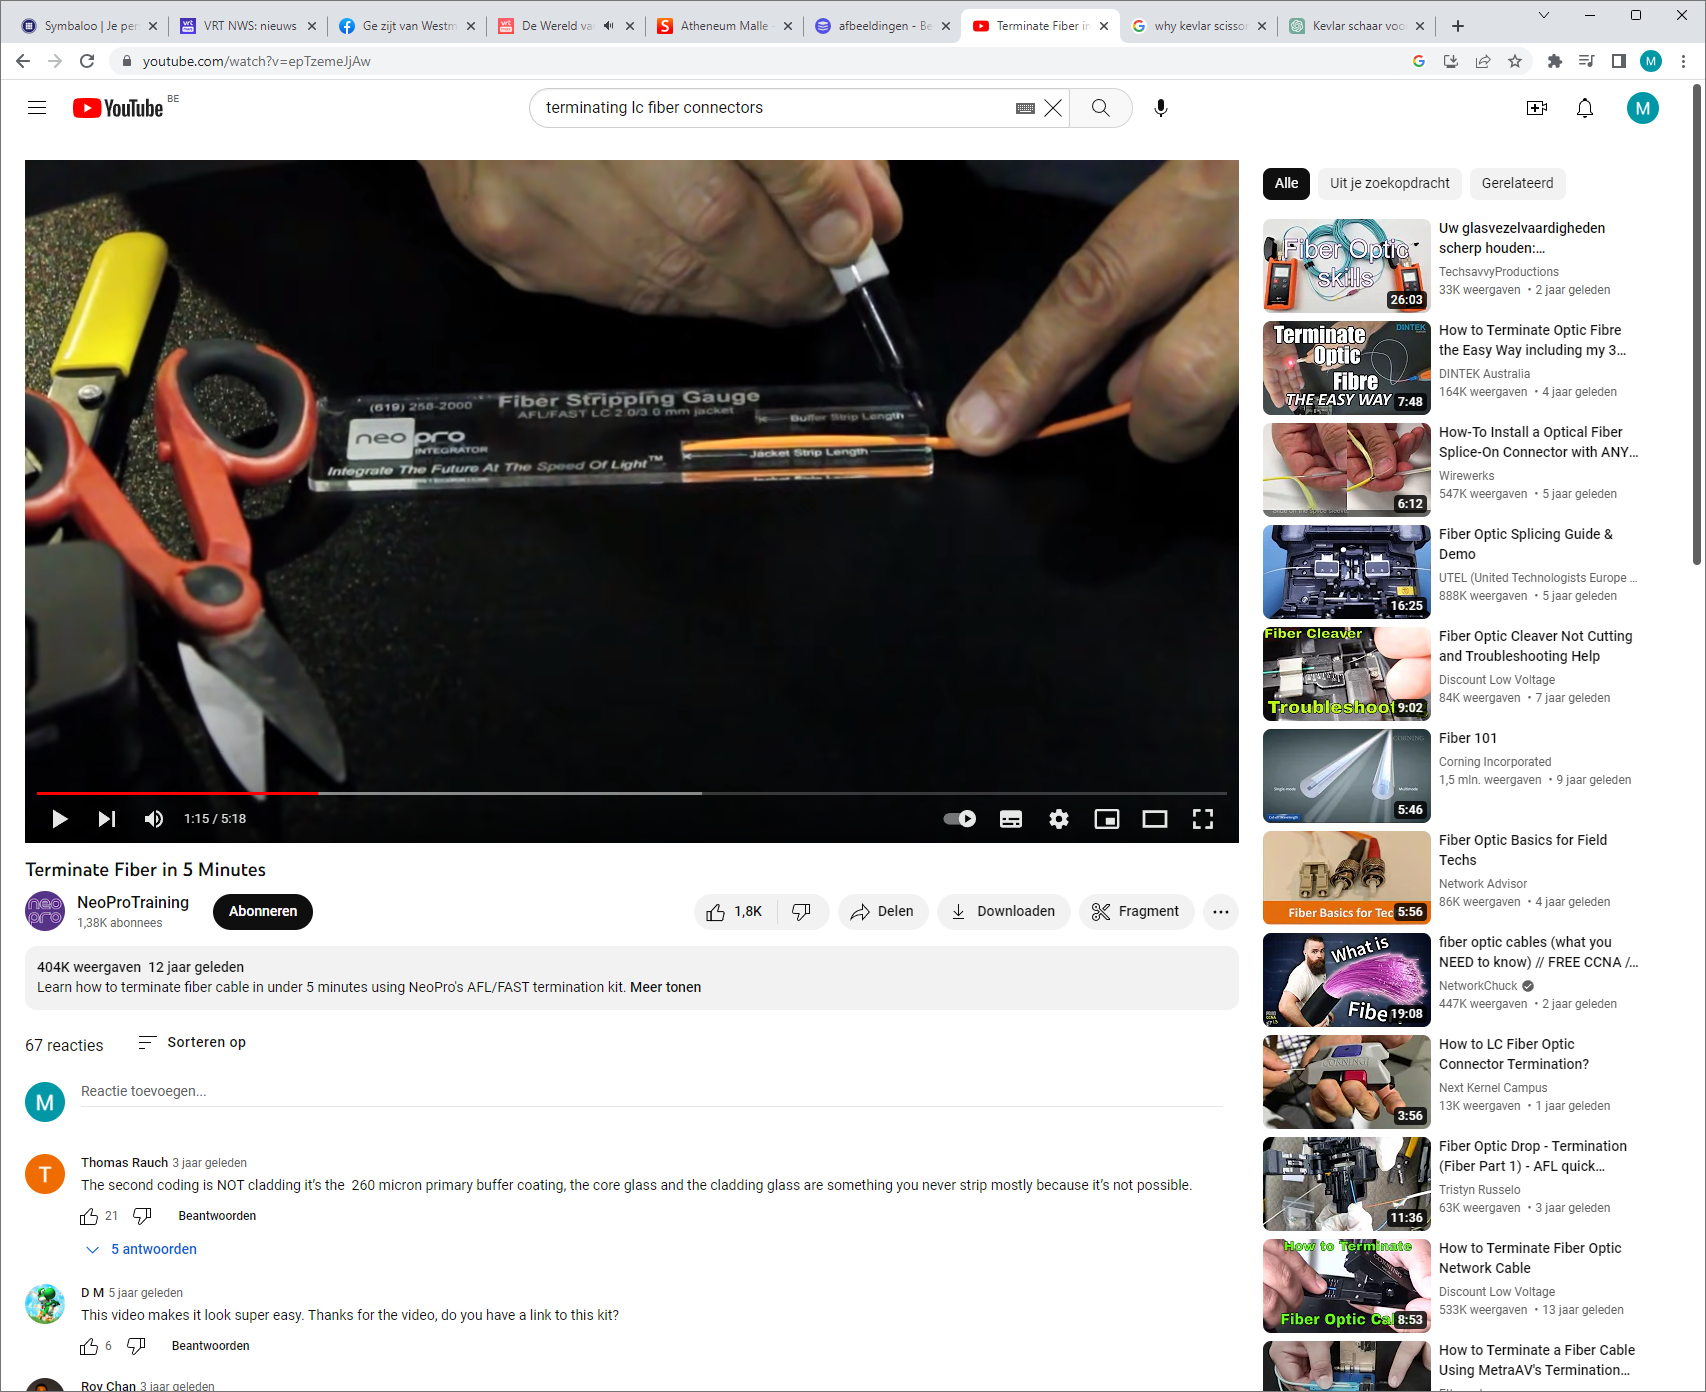 Symbaloo | Je per
VRT NWS: nieuws
Ge zijt van Westm
De Wereld va
Atheneum Malle -
afbeeldingen - Be
Terminate Fiber in
why kevlar scissor
Kevlar schaar voo
youtube.com/watch?v=epTzemeJjAw
M
YouTube BE
terminating lc fiber connectors
M
(619) 258-2000
Fiber Stripping Gauge
AFL/FAST LC 2.0/3.0 mm jacket
Buffer Strip Length
neo pro
INTEGRATOR
Jacket Strip Length
Integrate The Future At The Speed Of Light™
1:15 / 5:18
Terminate Fiber in 5 Minutes
neo pro
NeoProTraining
1,38K abonnees
Abonneren
1,8K
Delen
Downloaden
Fragment
404K weergaven 12 jaar geleden
Learn how to terminate fiber cable in under 5 minutes using NeoPro's AFL/FAST termination kit. Meer tonen
67 reacties
Sorteren op
M
Reactie toevoegen...
T
Thomas Rauch 3 jaar geleden
The second coding is NOT cladding it's the 260 micron primary buffer coating, the core glass and the cladding glass are something you never strip mostly because it's not possible.
21
Beantwoorden
5 antwoorden
D M 5 jaar geleden
This video makes it look super easy. Thanks for the video, do you have a link to this kit?
6
Beantwoorden
Roy Chan 3 jaar geleden
Alle
Uit je zoekopdracht
Gerelateerd
Fiber Optic
skills
26:03
Uw glasvezelvaardigheden
scherp houden:...
TechsavvyProductions
33K weergaven • 2 jaar geleden
DINTEK
Terminate
Optic
Fibre
THE EASY WAY
7:48
How to Terminate Optic Fibre
the Easy Way including my 3...
DINTEK Australia
164K weergaven • 4 jaar geleden
6:12
How-To Install a Optical Fiber
Splice-On Connector with ANY...
Wirewerks
547K weergaven • 5 jaar geleden
16:25
Fiber Optic Splicing Guide &
Demo
UTEL (United Technologists Europe ...
888K weergaven • 5 jaar geleden
Fiber Cleaver
Troubleshoot
9:02
Fiber Optic Cleaver Not Cutting
and Troubleshooting Help
Discount Low Voltage
84K weergaven • 7 jaar geleden
CORNING
Single-mode
Multimode
5:46
Fiber 101
Corning Incorporated
1,5 mln. weergaven • 9 jaar geleden
Fiber Basics for Tec
5:56
Fiber Optic Basics for Field
Techs
Network Advisor
86K weergaven • 4 jaar geleden
What is
Fibe
19:08
fiber optic cables (what you
NEED to know) // FREE CCNA /...
NetworkChuck
447K weergaven • 2 jaar geleden
CORNING
3:56
How to LC Fiber Optic
Connector Termination?
Next Kernel Campus
13K weergaven • 1 jaar geleden
11:36
Fiber Optic Drop - Termination
(Fiber Part 1) - AFL quick...
Tristyn Russelo
63K weergaven • 3 jaar geleden
How to Terminate
Fiber Optic Ca
8:53
How to Terminate Fiber Optic
Network Cable
Discount Low Voltage
533K weergaven • 13 jaar geleden
How to Terminate a Fiber Cable
Using MetraAV's Termination...